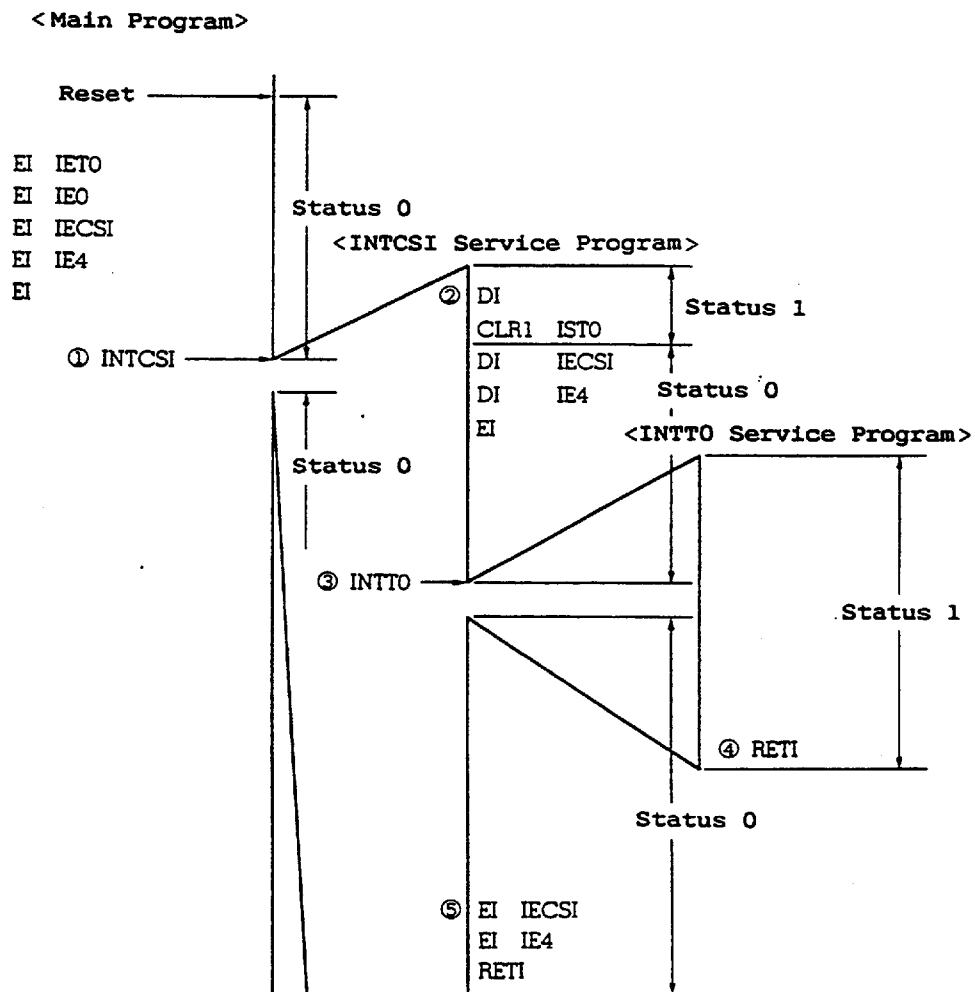 <Main Program>
Reset
EI IET0
EI IE0
EI IECSI
EI IE4
EI
Status 0
<INTCSI Service Program>
② DI
CLR1 IST0
Status 1
① INTCSI
DI IECSI
DI IE4
EI
Status 0
<INTT0 Service Program>
Status 0
③ INTT0
Status 1
④ RETI
Status 0
⑤ EI IECSI
EI IE4
RETI